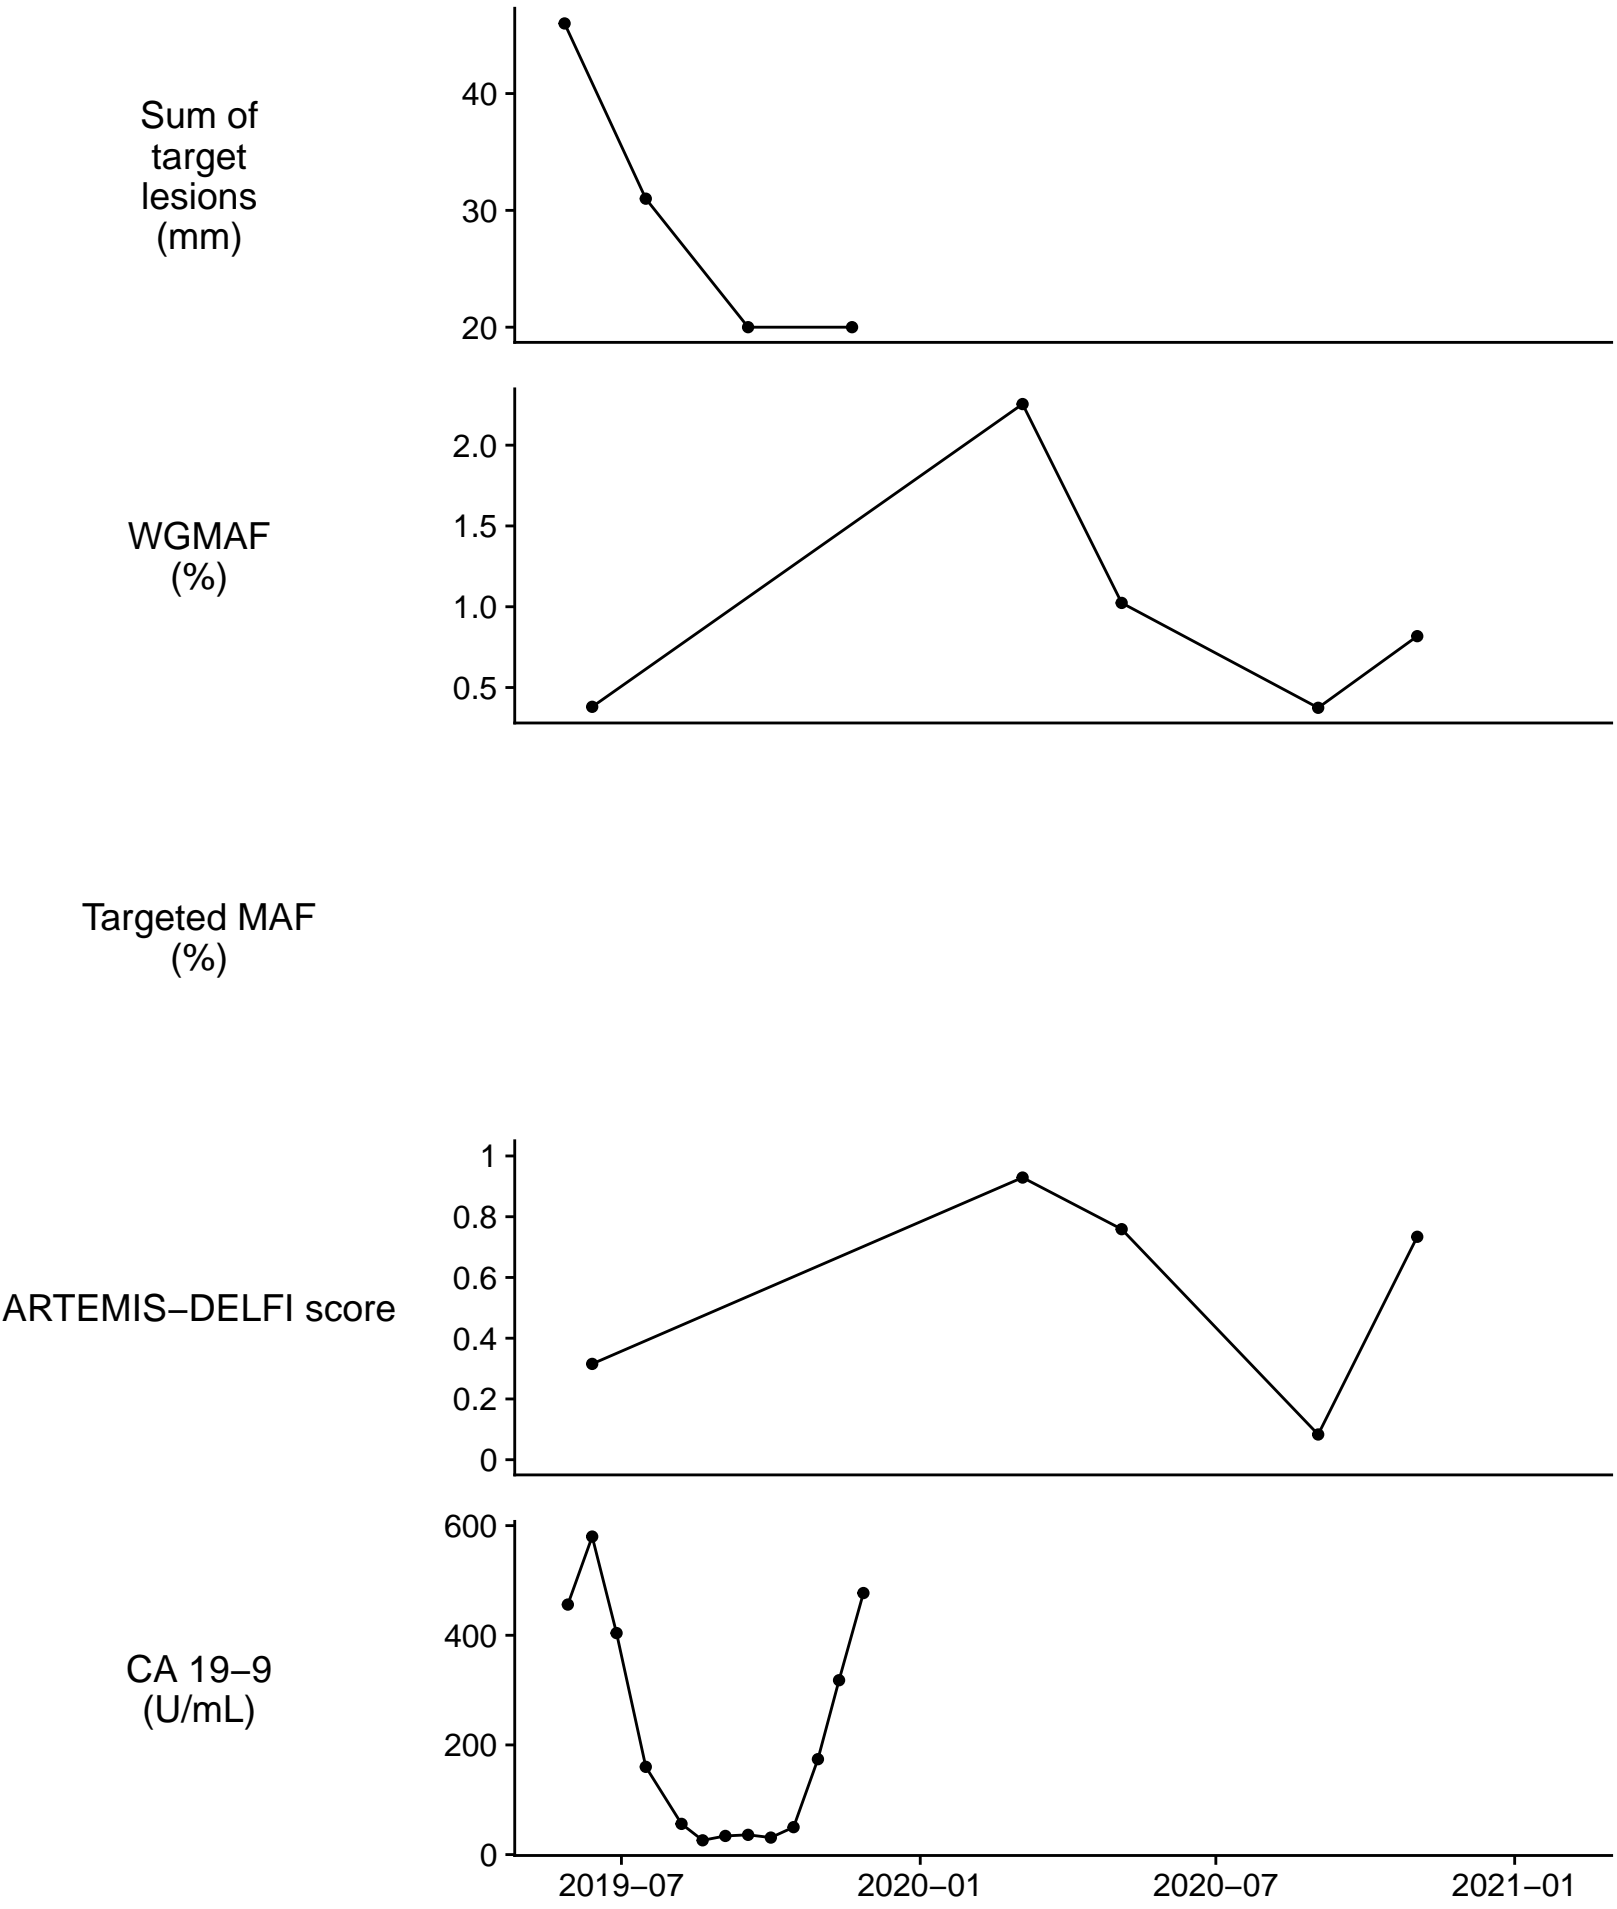 Sum of
target
lesions
(mm)
40
30
20
WGMAF
(%)
2.0
1.5
1.0
0.5
Targeted MAF
(%)
ARTEMIS−DELFI score
1
0.8
0.6
0.4
0.2
0
CA 19−9
(U/mL)
600
400
200
0
2019−07 2020−01 2020−07 2021−01